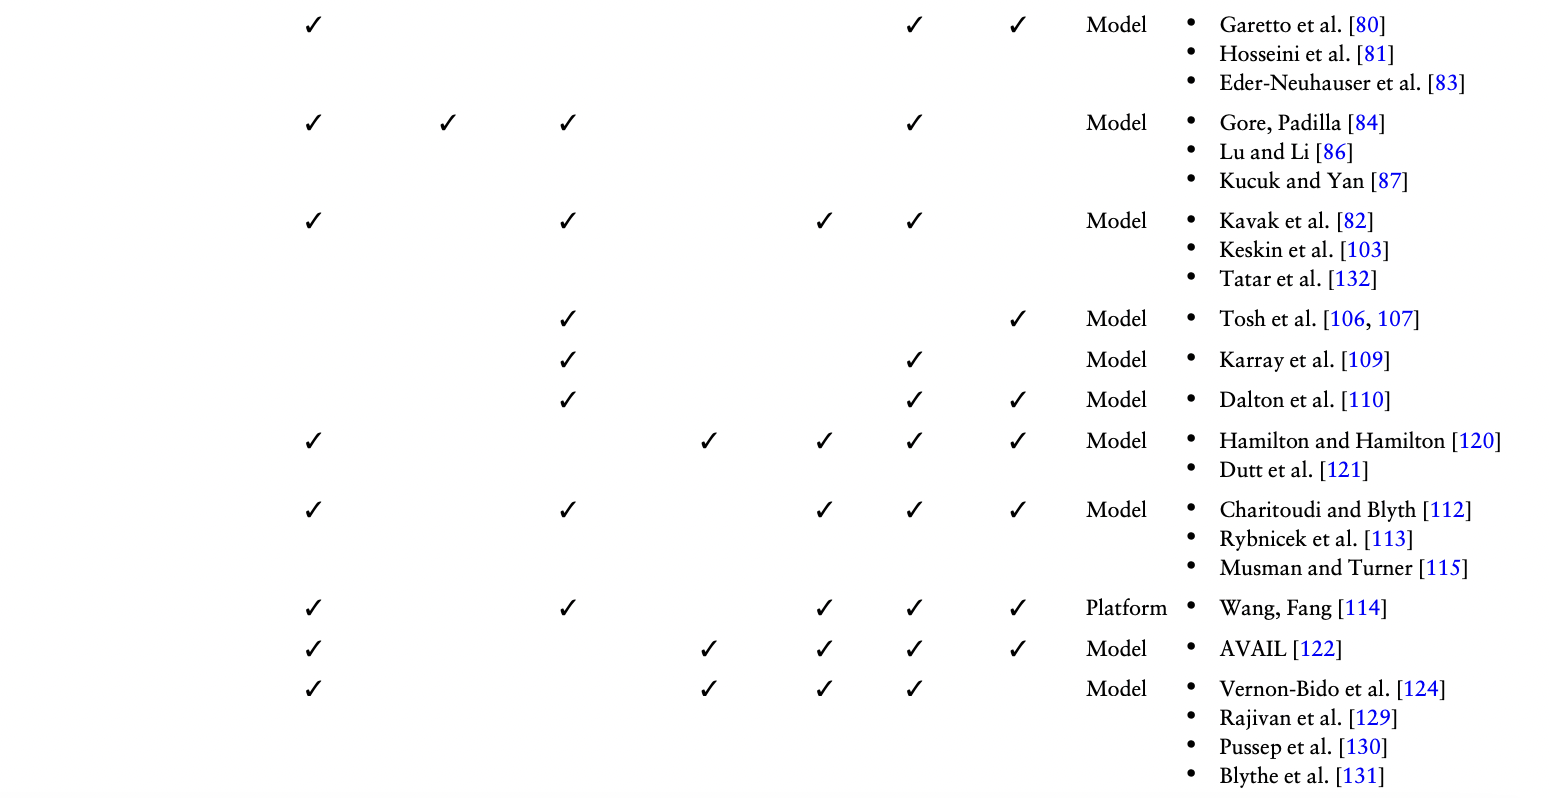 ✓ ✓ ✓ Model • Garetto et al. [80]
• Hosseini et al. [81]
• Eder-Neuhauser et al. [83]
✓ ✓ ✓ ✓ Model • Gore, Padilla [84]
• Lu and Li [86]
• Kucuk and Yan [87]
✓ ✓ ✓ ✓ Model • Kavak et al. [82]
• Keskin et al. [103]
• Tatar et al. [132]
✓ ✓ Model • Tosh et al. [106, 107]
✓ ✓ Model • Karray et al. [109]
✓ ✓ ✓ Model • Dalton et al. [110]
✓ ✓ ✓ ✓ ✓ Model • Hamilton and Hamilton [120]
• Dutt et al. [121]
✓ ✓ ✓ ✓ ✓ Model • Charitoudi and Blyth [112]
• Rybnicek et al. [113]
• Musman and Turner [115]
✓ ✓ ✓ ✓ ✓ Platform • Wang, Fang [114]
✓ ✓ ✓ ✓ ✓ Model • AVAIL [122]
✓ ✓ ✓ ✓ Model • Vernon-Bido et al. [124]
• Rajivan et al. [129]
• Pussep et al. [130]
• Blythe et al. [131]